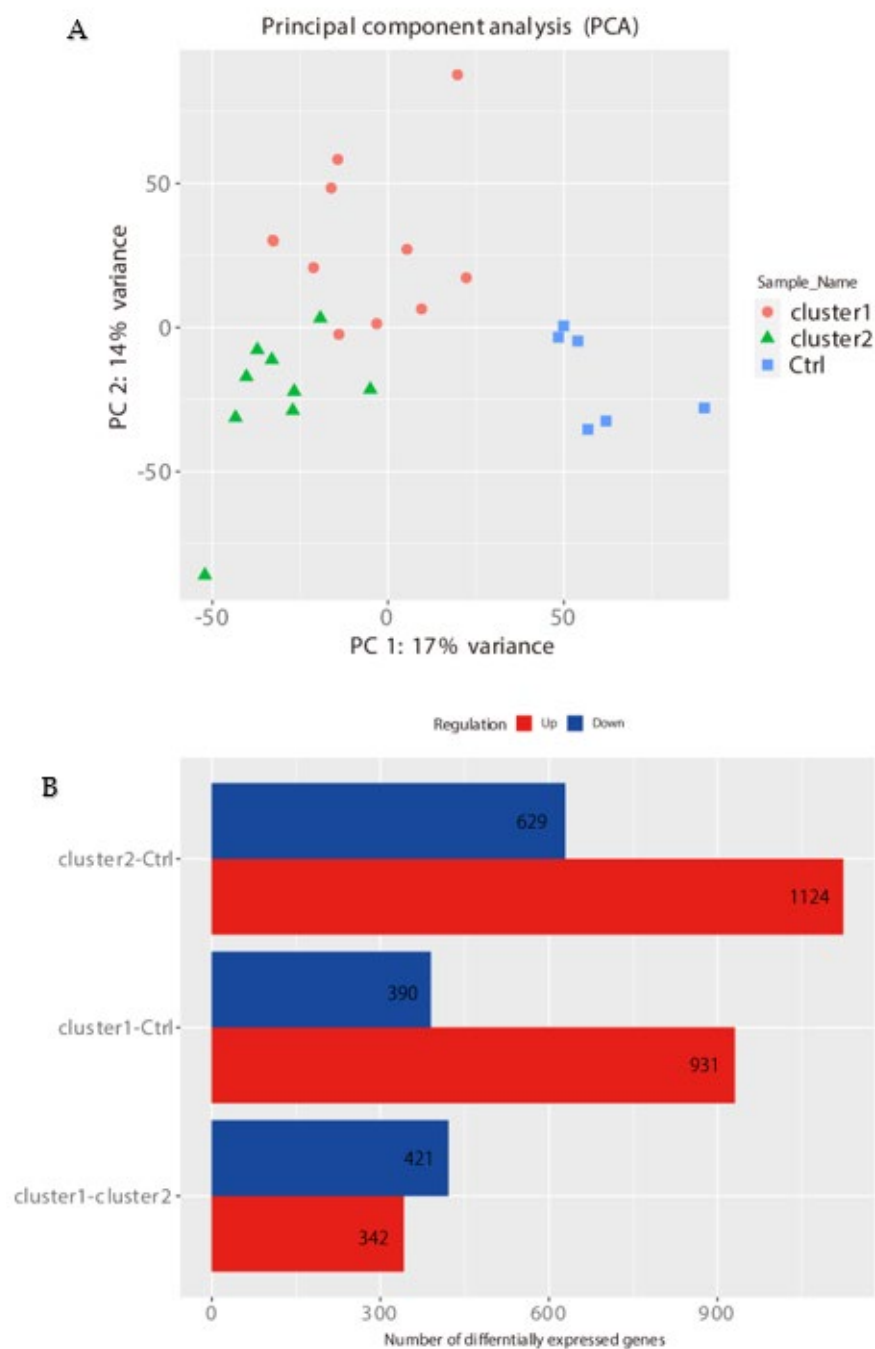 A
Principal component analysis (PCA)
50
0
-50
PC 2: 14% variance
-50
0
50
PC 1: 17% variance
Sample_Name
cluster1
cluster2
Ctrl
Regulation Up Down
B
cluster2-Ctrl
629
1124
cluster1-Ctrl
390
931
cluster1-cluster2
421
342
0
300
600
900
Number of differntially expressed genes